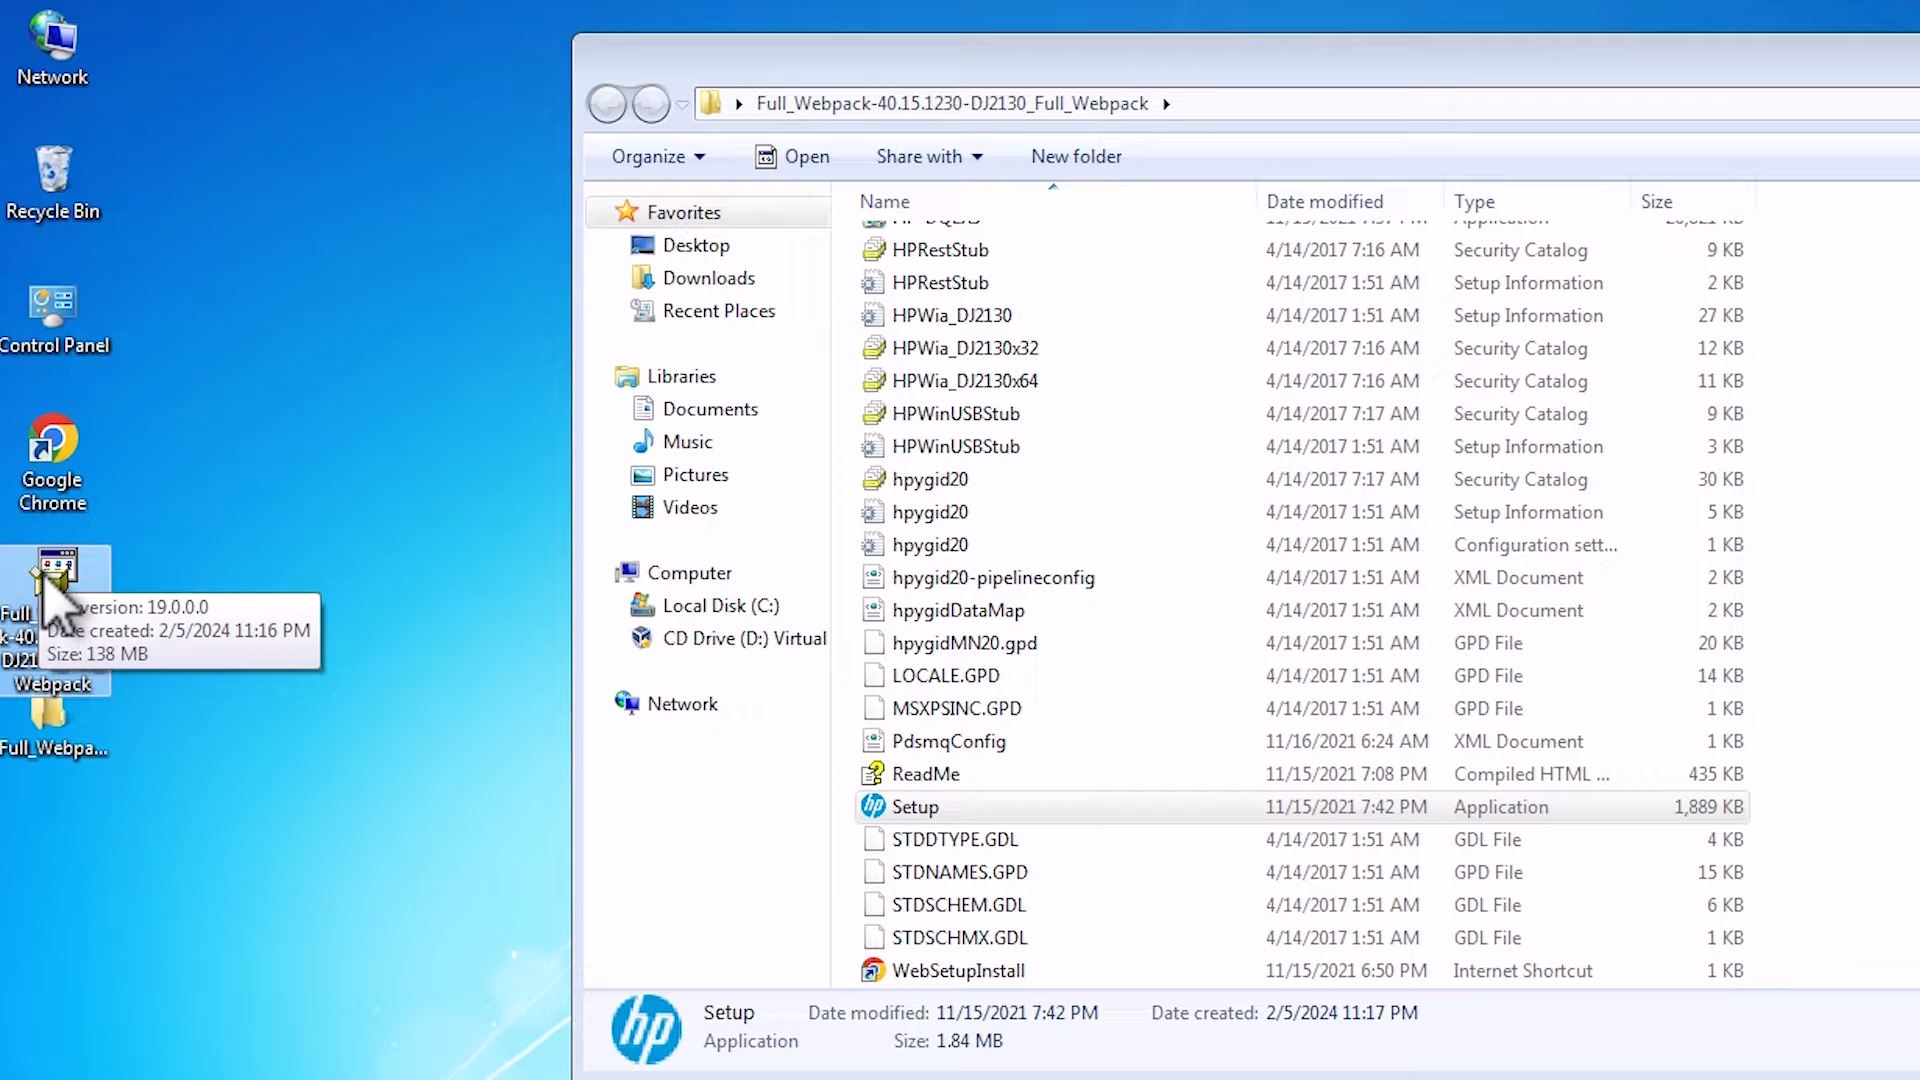 Network
Recycle Bin
Control Panel
Google
Chrome
Full_
k-40.
DJ21
Webpack
version: 19.0.0.0
created: 2/5/2024 11:16 PM
Size: 138 MB
Full_Webpa...
Full_Webpack-40.15.1230-DJ2130_Full_Webpack
Organize Open Share with New folder
Favorites
Desktop
Downloads
Recent Places
Libraries
Documents
Music
Pictures
Videos
Computer
Local Disk (C:)
CD Drive (D:) Virtual
Network
Name Date modified Type Size
HPRestStub 4/14/2017 7:16 AM Security Catalog 9 KB
HPRestStub 4/14/2017 1:51 AM Setup Information 2 KB
HPWia_DJ2130 4/14/2017 1:51 AM Setup Information 27 KB
HPWia_DJ2130x32 4/14/2017 7:16 AM Security Catalog 12 KB
HPWia_DJ2130x64 4/14/2017 7:16 AM Security Catalog 11 KB
HPWinUSBStub 4/14/2017 7:17 AM Security Catalog 9 KB
HPWinUSBStub 4/14/2017 1:51 AM Setup Information 3 KB
hpygid20 4/14/2017 7:17 AM Security Catalog 30 KB
hpygid20 4/14/2017 1:51 AM Setup Information 5 KB
hpygid20 4/14/2017 1:51 AM Configuration sett... 1 KB
hpygid20-pipelineconfig 4/14/2017 1:51 AM XML Document 2 KB
hpygidDataMap 4/14/2017 1:51 AM XML Document 2 KB
hpygidMN20.gpd 4/14/2017 1:51 AM GPD File 20 KB
LOCALE.GPD 4/14/2017 1:51 AM GPD File 14 KB
MSXPSINC.GPD 4/14/2017 1:51 AM GPD File 1 KB
PdsmqConfig 11/16/2021 6:24 AM XML Document 1 KB
ReadMe 11/15/2021 7:08 PM Compiled HTML ... 435 KB
hp Setup 11/15/2021 7:42 PM Application 1,889 KB
STDDTYPE.GDL 4/14/2017 1:51 AM GDL File 4 KB
STDNAMES.GPD 4/14/2017 1:51 AM GPD File 15 KB
STDSCHEM.GDL 4/14/2017 1:51 AM GDL File 6 KB
STDSCHMX.GDL 4/14/2017 1:51 AM GDL File 1 KB
WebSetupInstall 11/15/2021 6:50 PM Internet Shortcut 1 KB
hp
Setup Date modified: 11/15/2021 7:42 PM Date created: 2/5/2024 11:17 PM
Application Size: 1.84 MB